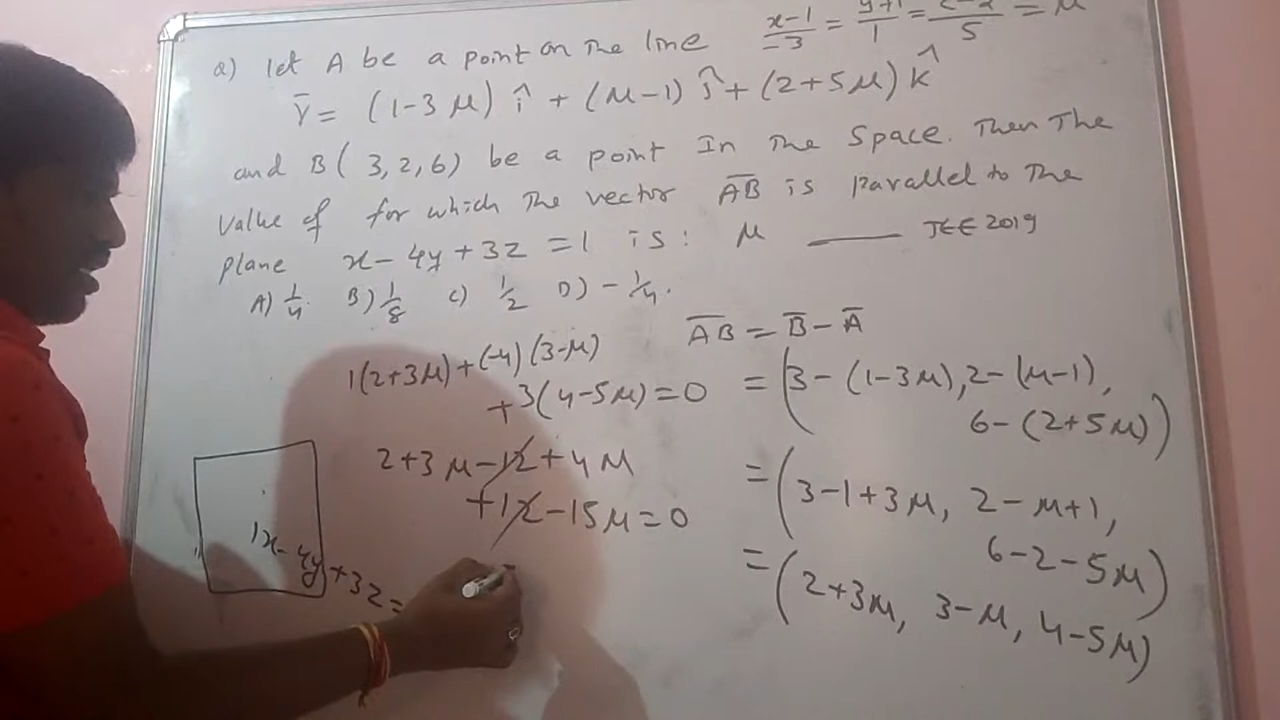 a) let A be a point on the line x-1/-3 = y+1/1 = z-2/5 = μ
r̄ = (1-3μ) î + (μ-1) ĵ + (2+5μ) k̂
and B( 3,2,6) be a point In The Space. Then The
Value of for which The vector A̅B̅ is parallel to The
plane x-4y+3z =1 is: μ —— JEE 2019
A) 1/4. B) 1/8 c) 1/2 D) -1/4.
1(2+3μ)+(-4)(3-μ)
+3(4-5μ)=0
2+3μ-12+4μ
+12-15μ=0
1x-4y+3z=
A̅B̅ = B̅ - A̅
= (3-(1-3μ),2-(μ-1),
6-(2+5μ))
= (3-1+3μ, 2-μ+1,
6-2-5μ)
= (2+3μ, 3-μ, 4-5μ)